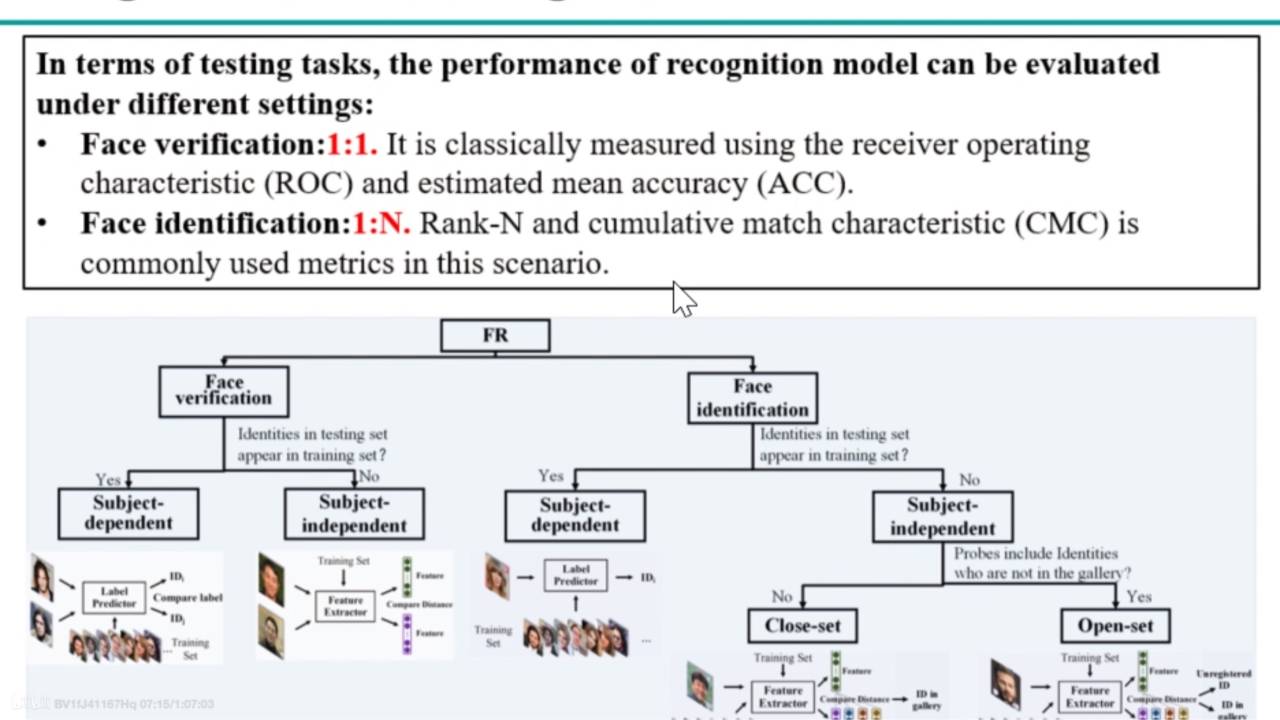 In terms of testing tasks, the performance of recognition model can be evaluated
under different settings:
• Face verification:1:1. It is classically measured using the receiver operating
characteristic (ROC) and estimated mean accuracy (ACC).
• Face identification:1:N. Rank-N and cumulative match characteristic (CMC) is
commonly used metrics in this scenario.
FR
Face
verification
Face
identification
Identities in testing set
appear in training set?
Identities in testing set
appear in training set?
Yes
No
Yes
No
Subject-
dependent
Subject-
independent
Subject-
dependent
Subject-
independent
Probes include Identities
who are not in the gallery?
No
Yes
Close-set
Open-set
Label
Predictor
IDi
Compare label
IDj
Training
Set
...
Training Set
Feature
Extractor
Feature
Compare Distance
Feature
Label
Predictor
IDi
Training
Set
...
Training Set
Feature
Extractor
Feature
Compare Distance
ID in
gallery
Training Set
Feature
Extractor
Feature
Compare Distance
Unregistered
ID
ID in
gallery
BV1fJ41167Hq 07:15/1:07:03